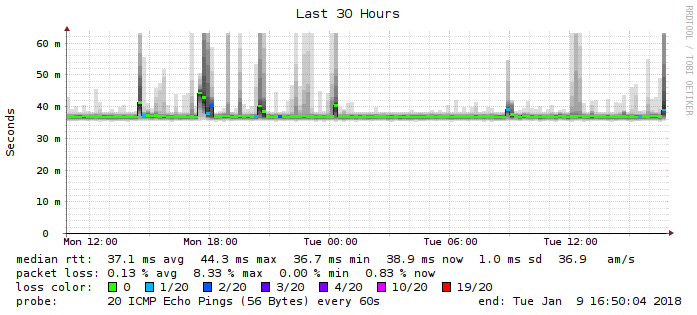 Last 30 Hours
RRDTOOL / TOBI OETIKER
Seconds
60 m
50 m
40 m
30 m
20 m
10 m
0
Mon 12:00 Mon 18:00 Tue 00:00 Tue 06:00 Tue 12:00
median rtt: 37.1 ms avg 44.3 ms max 36.7 ms min 38.9 ms now 1.0 ms sd 36.9 am/s
packet loss: 0.13 % avg 8.33 % max 0.00 % min 0.83 % now
loss color: 0 1/20 2/20 3/20 4/20 10/20 19/20
probe: 20 ICMP Echo Pings (56 Bytes) every 60s end: Tue Jan 9 16:50:04 2018